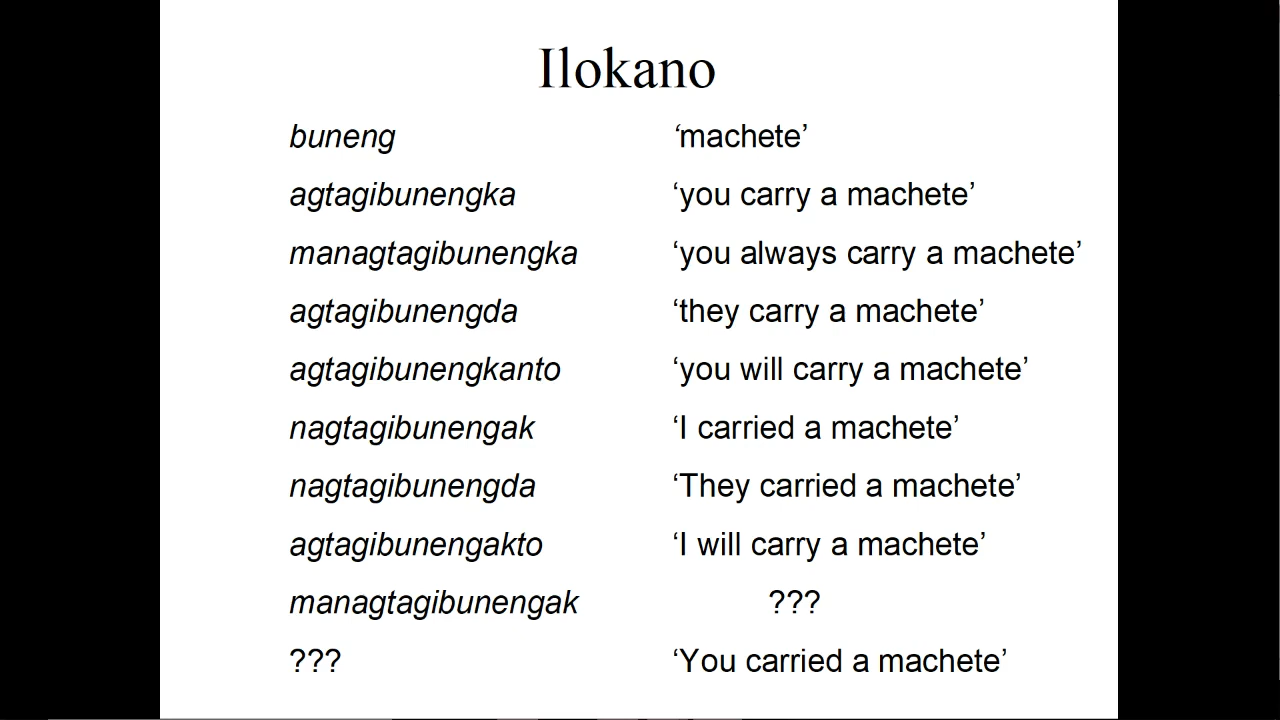 Ilokano
buneng ‘machete’
agtagibunengka ‘you carry a machete’
managtagibunengka ‘you always carry a machete’
agtagibunengda ‘they carry a machete’
agtagibunengkanto ‘you will carry a machete’
nagtagibunengak ‘I carried a machete’
nagtagibunengda ‘They carried a machete’
agtagibunengakto ‘I will carry a machete’
managtagibunengak ???
??? ‘You carried a machete’